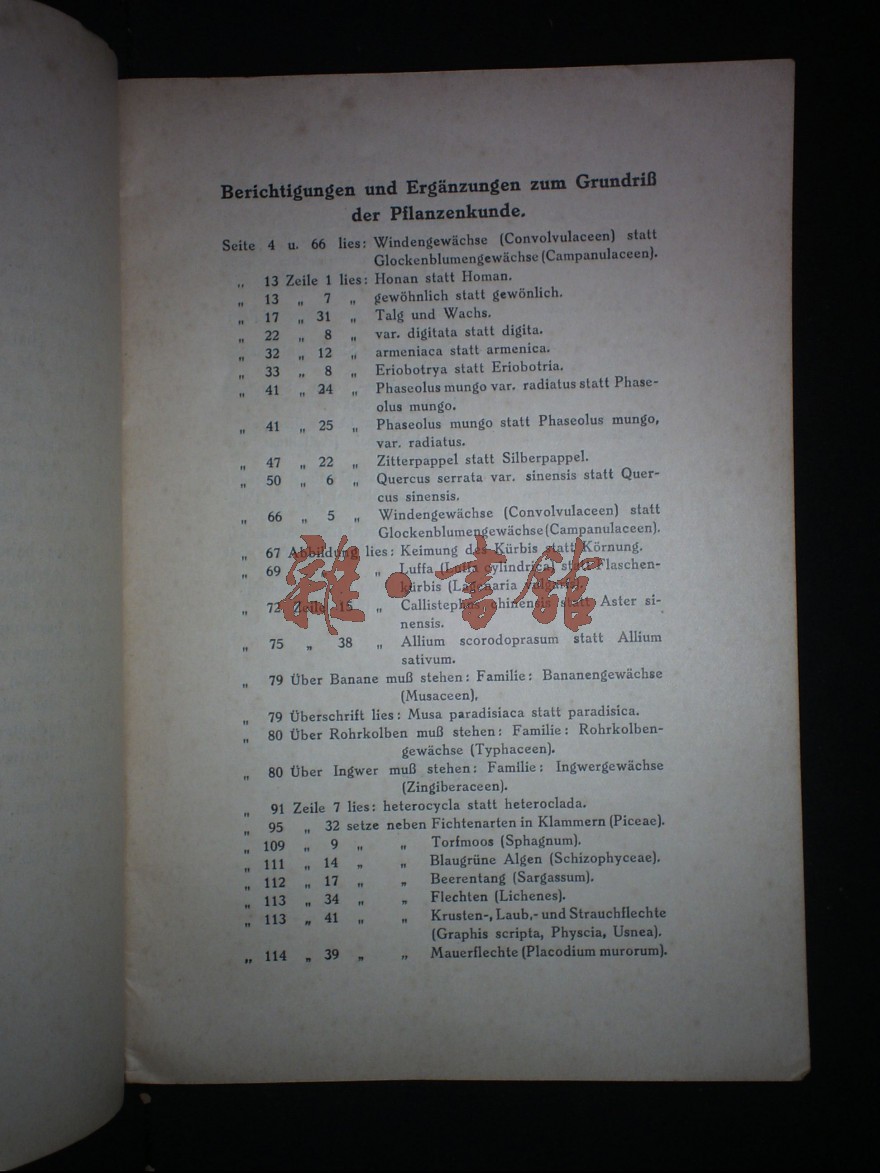 Berichtigungen und Ergänzungen zum Grundriß
der Pflanzenkunde.
Seite 4 u. 66 lies: Windengewächse (Convolvulaceen) statt
Glockenblumengewächse (Campanulaceen).
„ 13 Zeile 1 lies: Honan statt Homan.
„ 13 „ 7 „ gewöhnlich statt gewönlich.
„ 17 „ 31 „ Talg und Wachs.
„ 22 „ 8 „ var. digitata statt digita.
„ 32 „ 12 „ armeniaca statt armenica.
„ 33 „ 8 „ Eriobotrya statt Eriobotria.
„ 41 „ 24 „ Phaseolus mungo var. radiatus statt Phase-
olus mungo.
„ 41 „ 25 „ Phaseolus mungo statt Phaseolus mungo,
var. radiatus.
„ 47 „ 22 „ Zitterpappel statt Silberpappel.
„ 50 „ 6 „ Quercus serrata var. sinensis statt Quer-
cus sinensis.
„ 66 „ 5 „ Windengewächse (Convolvulaceen) statt
Glockenblumengewächse (Campanulaceen).
„ 67 Abbildung lies: Keimung des Kürbis statt Körnung.
„ 69 „ „ Luffa (Luffa cylindrica) statt Flaschen-
kürbis (Lagenaria vulgaris).
„ 72 Zeile 15 „ Callistephus chinensis statt Aster si-
nensis.
„ 75 „ 38 „ Allium scorodoprasum statt Allium
sativum.
„ 79 Über Banane muß stehen: Familie: Bananengewächse
(Musaceen).
„ 79 Überschrift lies: Musa paradisiaca statt paradisica.
„ 80 Über Rohrkolben muß stehen: Familie: Rohrkolben-
gewächse (Typhaceen).
„ 80 Über Ingwer muß stehen: Familie: Ingwergewächse
(Zingiberaceen).
„ 91 Zeile 7 lies: heterocycla statt heteroclada.
„ 95 „ 32 setze neben Fichtenarten in Klammern (Piceae).
„ 109 „ 9 „ „ Torfmoos (Sphagnum).
„ 111 „ 14 „ „ Blaugrüne Algen (Schizophyceae).
„ 112 „ 17 „ „ Beerentang (Sargassum).
„ 113 „ 34 „ „ Flechten (Lichenes).
„ 113 „ 41 „ „ Krusten-, Laub,- und Strauchflechte
(Graphis scripta, Physcia, Usnea).
„ 114 „ 39 „ „ Mauerflechte (Placodium murorum).
雜·書館